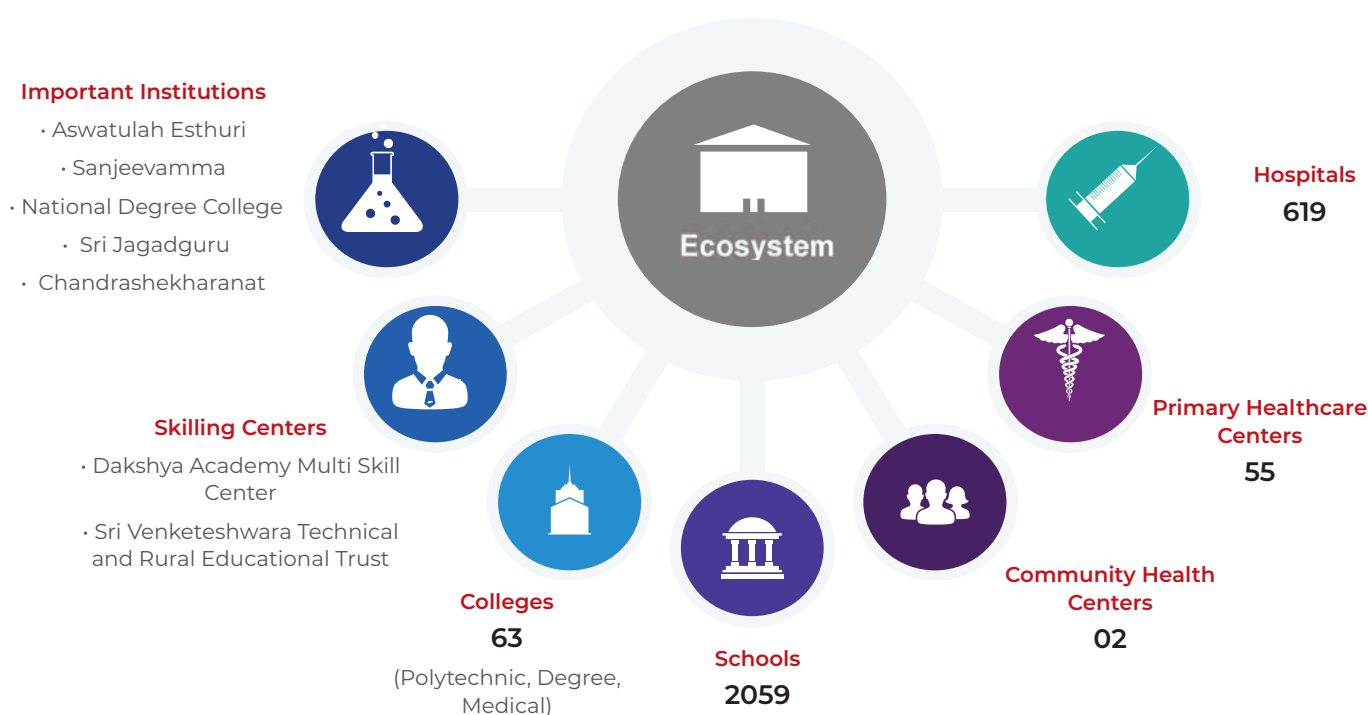 Important Institutions
• Aswatulah Esthuri
• Sanjeevamma
• National Degree College
• Sri Jagadguru
• Chandrashekharanat
Skilling Centers
• Dakshya Academy Multi Skill
Center
• Sri Venketeshwara Technical
and Rural Educational Trust
Colleges
63
(Polytechnic, Degree,
Medical)
Schools
2059
Community Health
Centers
02
Primary Healthcare
Centers
55
Hospitals
619
Ecosystem